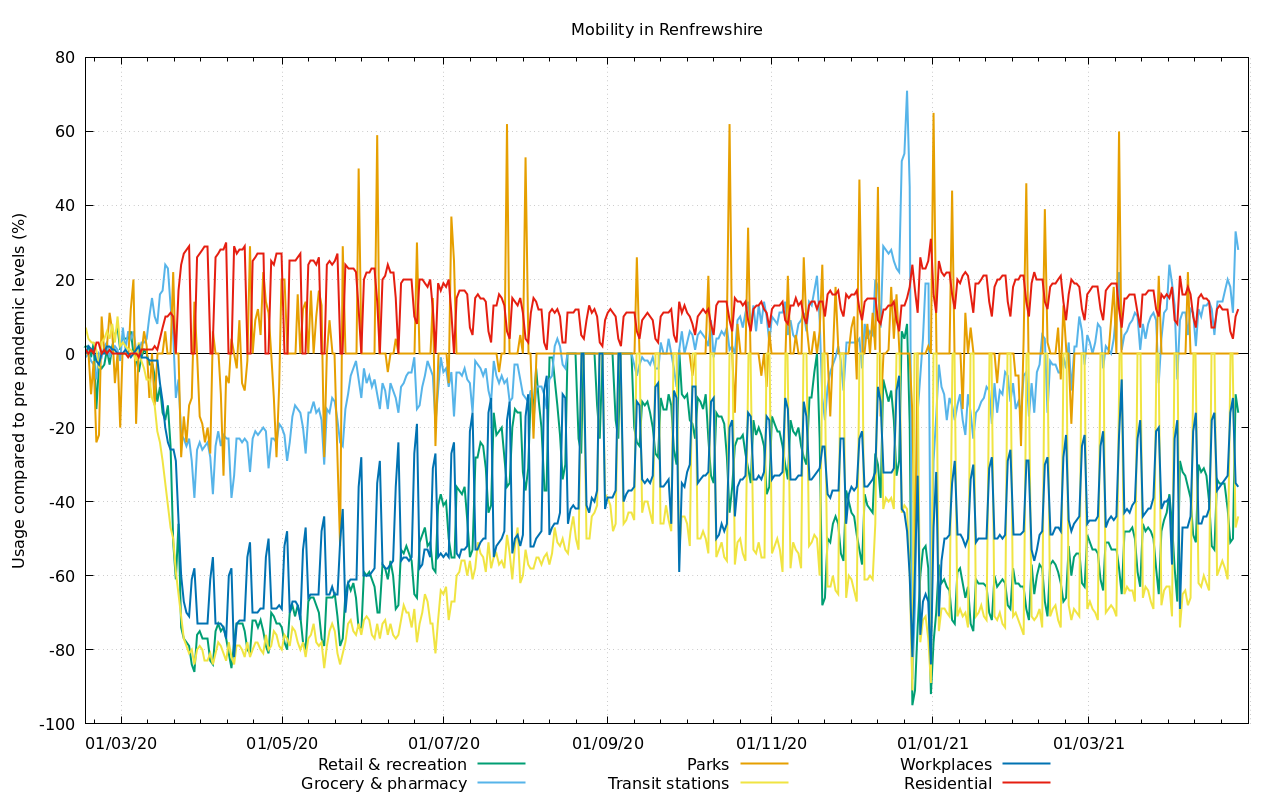 Mobility in Renfrewshire
Usage compared to pre pandemic levels (%)
80
60
40
20
0
-20
-40
-60
-80
-100
01/03/20 01/05/20 01/07/20 01/09/20 01/11/20 01/01/21 01/03/21
Retail & recreation Parks Workplaces
Grocery & pharmacy Transit stations Residential